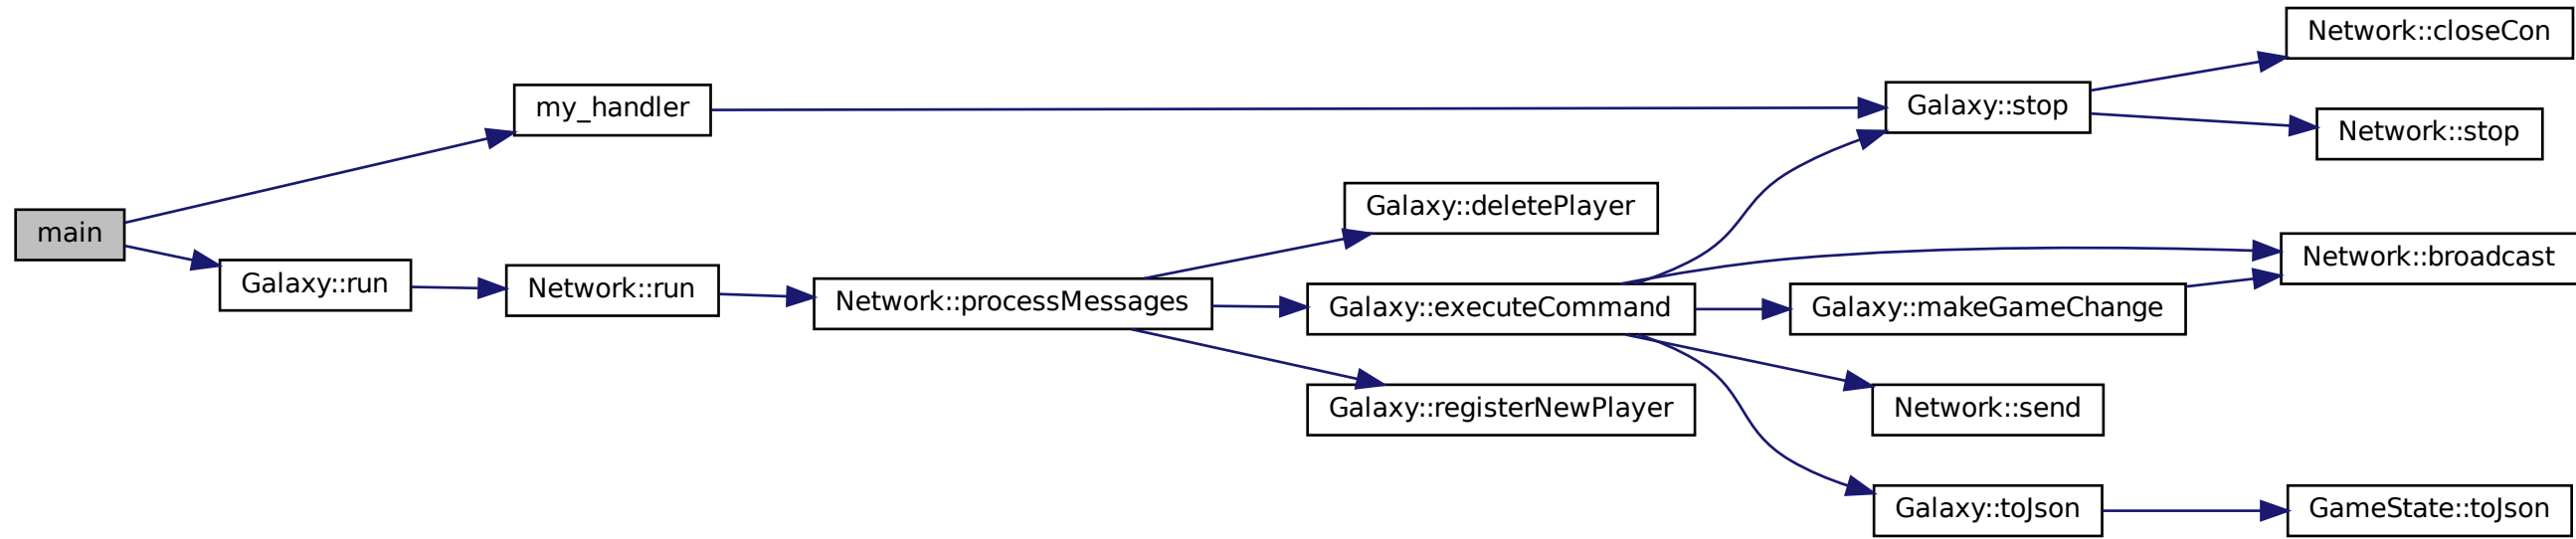 Network::closeCon
my_handler
Galaxy::stop
Network::stop
Galaxy::deletePlayer
main
Network::broadcast
Galaxy::run
Network::run
Network::processMessages
Galaxy::executeCommand
Galaxy::makeGameChange
Galaxy::registerNewPlayer
Network::send
Galaxy::toJson
GameState::toJson